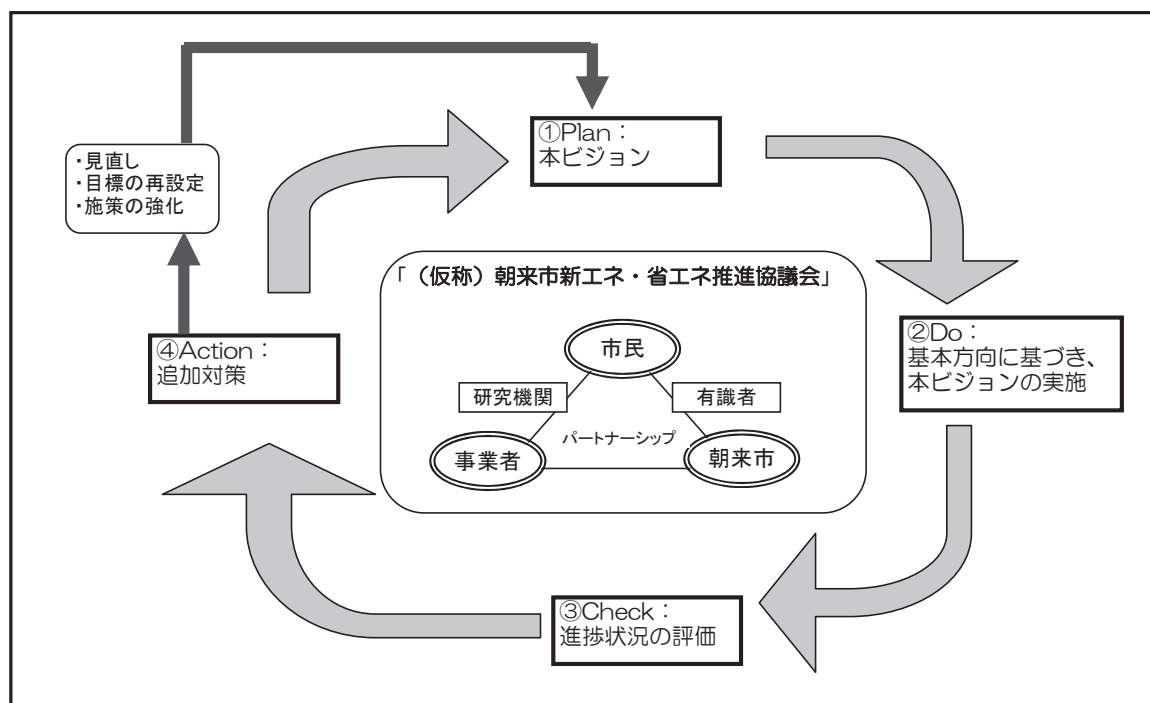 ①Plan：
本ビジョン
・見直し
・目標の再設定
・施策の強化
「（仮称）朝来市新エネ・省エネ推進協議会」
市民
研究機関
有識者
パートナーシップ
事業者
朝来市
②Do：
基本方向に基づき、
本ビジョンの実施
④Action：
追加対策
③Check：
進捗状況の評価